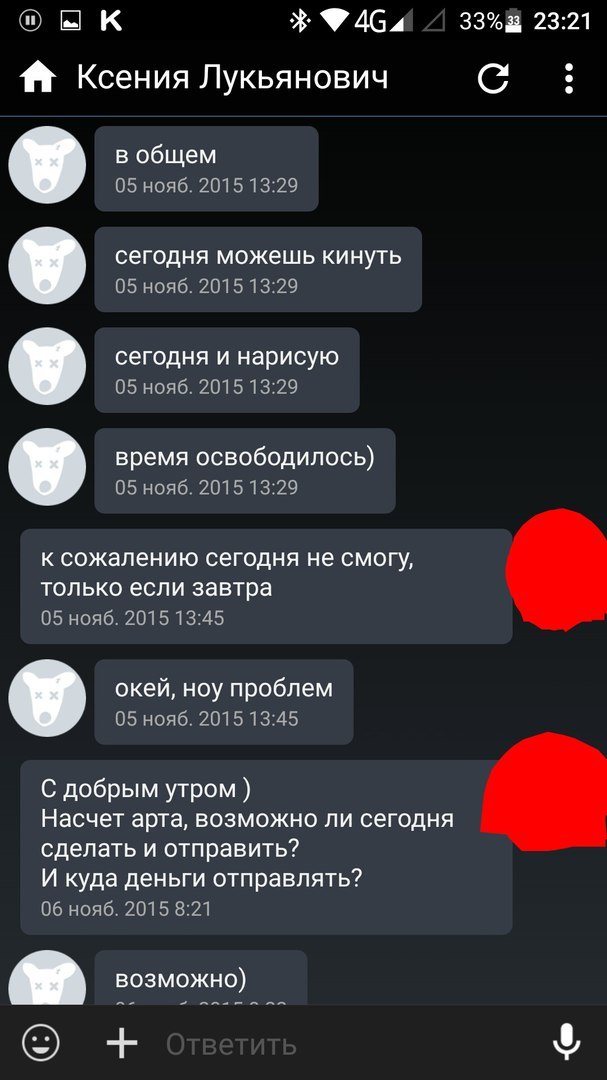 4G 33% 33 23:21
Ксения Лукьянович
в общем
05 нояб. 2015 13:29
сегодня можешь кинуть
05 нояб. 2015 13:29
сегодня и нарисую
05 нояб. 2015 13:29
время освободилось)
05 нояб. 2015 13:29
к сожалению сегодня не смогу,
только если завтра
05 нояб. 2015 13:45
окей, ноу проблем
05 нояб. 2015 13:45
С добрым утром )
Насчет арта, возможно ли сегодня
сделать и отправить?
И куда деньги отправлять?
06 нояб. 2015 8:21
возможно)
Ответить